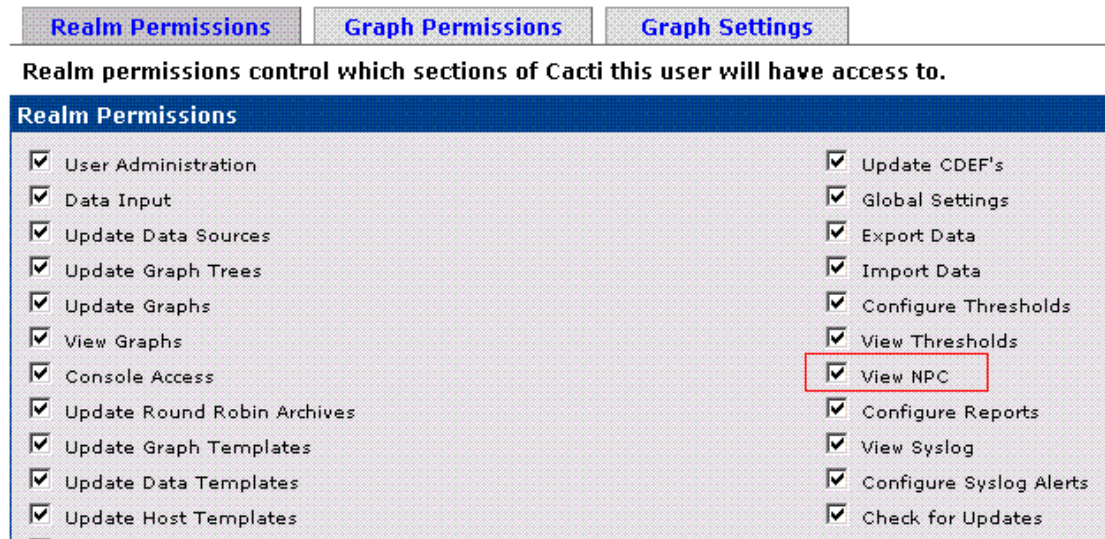 Realm Permissions
Graph Permissions
Graph Settings
Realm permissions control which sections of Cacti this user will have access to.
Realm Permissions
User Administration
Data Input
Update Data Sources
Update Graph Trees
Update Graphs
View Graphs
Console Access
Update Round Robin Archives
Update Graph Templates
Update Data Templates
Update Host Templates
Update CDEF's
Global Settings
Export Data
Import Data
Configure Thresholds
View Thresholds
View NPC
Configure Reports
View Syslog
Configure Syslog Alerts
Check for Updates